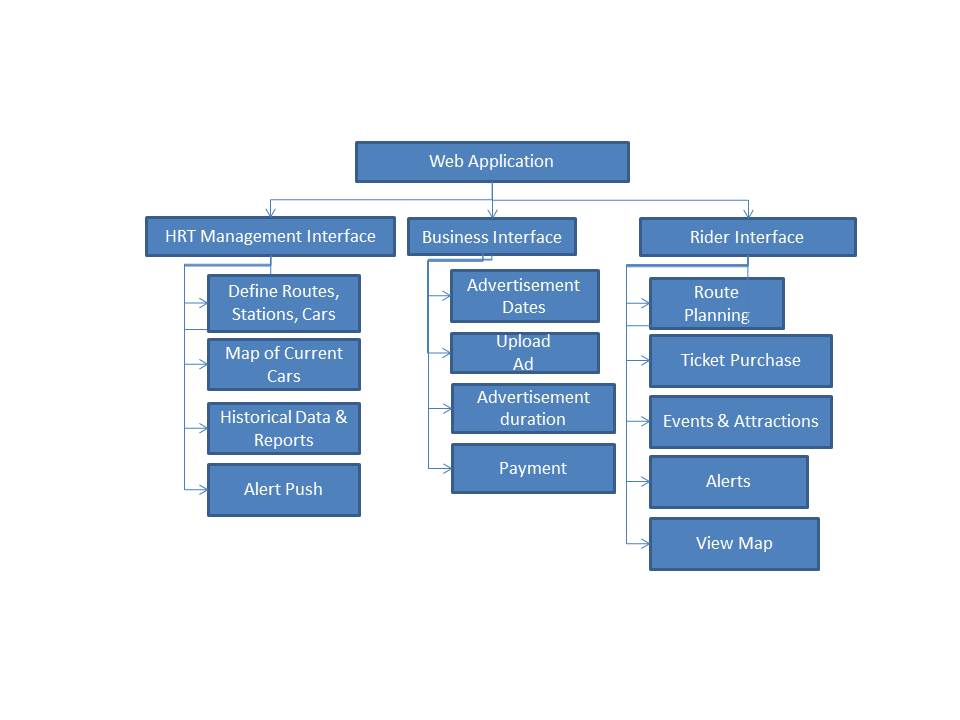 Web Application
HRT Management Interface
Define Routes,
Stations, Cars
Map of Current
Cars
Historical Data &
Reports
Alert Push
Business Interface
Advertisement
Dates
Upload
Ad
Advertisement
duration
Payment
Rider Interface
Route
Planning
Ticket Purchase
Events & Attractions
Alerts
View Map